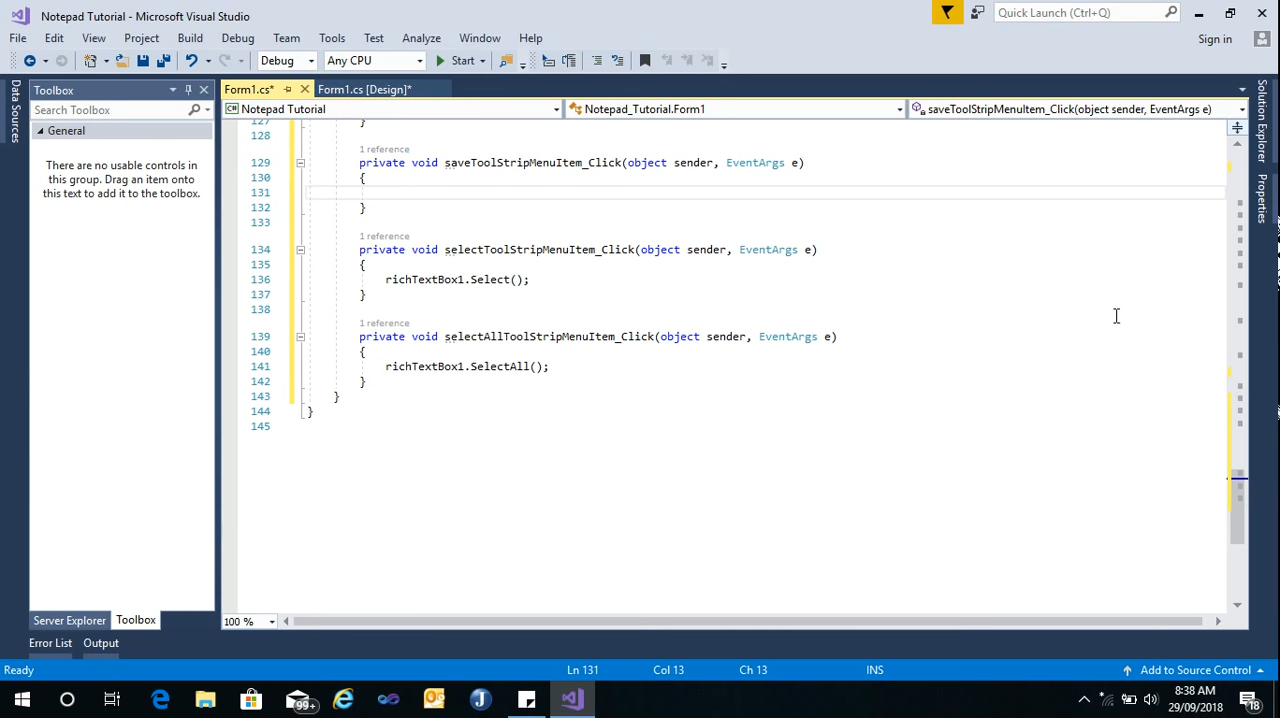 Notepad Tutorial - Microsoft Visual Studio
Quick Launch (Ctrl+Q)
File Edit View Project Build Debug Team Tools Test Analyze Window Help
Sign in
Debug Any CPU Start
Data Sources
Toolbox
Search Toolbox
General
There are no usable controls in
this group. Drag an item onto
this text to add it to the toolbox.
Server Explorer Toolbox
Form1.cs* Form1.cs [Design]*
C# Notepad Tutorial Notepad_Tutorial.Form1 saveToolStripMenuItem_Click(object sender, EventArgs e)
127 }
128
1 reference
129 private void saveToolStripMenuItem_Click(object sender, EventArgs e)
130 {
131
132 }
133
1 reference
134 private void selectToolStripMenuItem_Click(object sender, EventArgs e)
135 {
136 richTextBox1.Select();
137 }
138
1 reference
139 private void selectAllToolStripMenuItem_Click(object sender, EventArgs e)
140 {
141 richTextBox1.SelectAll();
142 }
143 }
144 }
145
100 %
Solution Explorer
Properties
Error List Output
Ready Ln 131 Col 13 Ch 13 INS Add to Source Control
99+
8:38 AM
29/09/2018
18